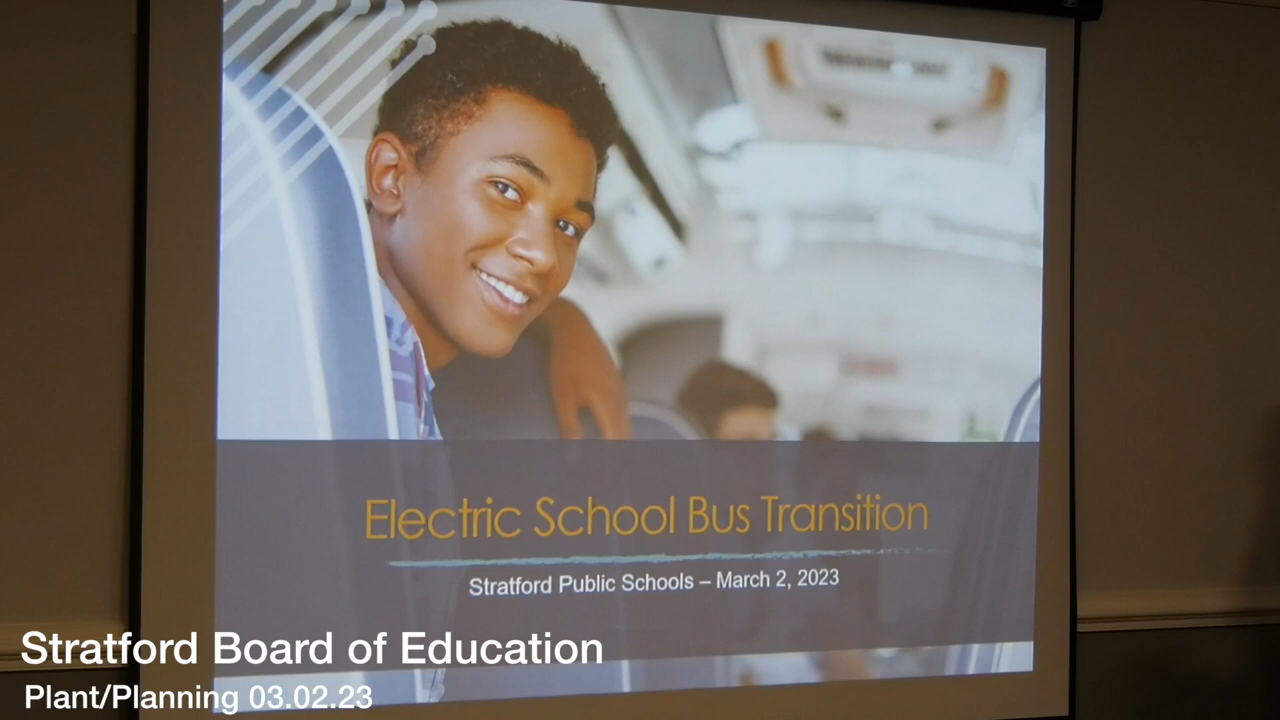 Electric School Bus Transition
Stratford Public Schools – March 2, 2023
Stratford Board of Education
Plant/Planning 03.02.23